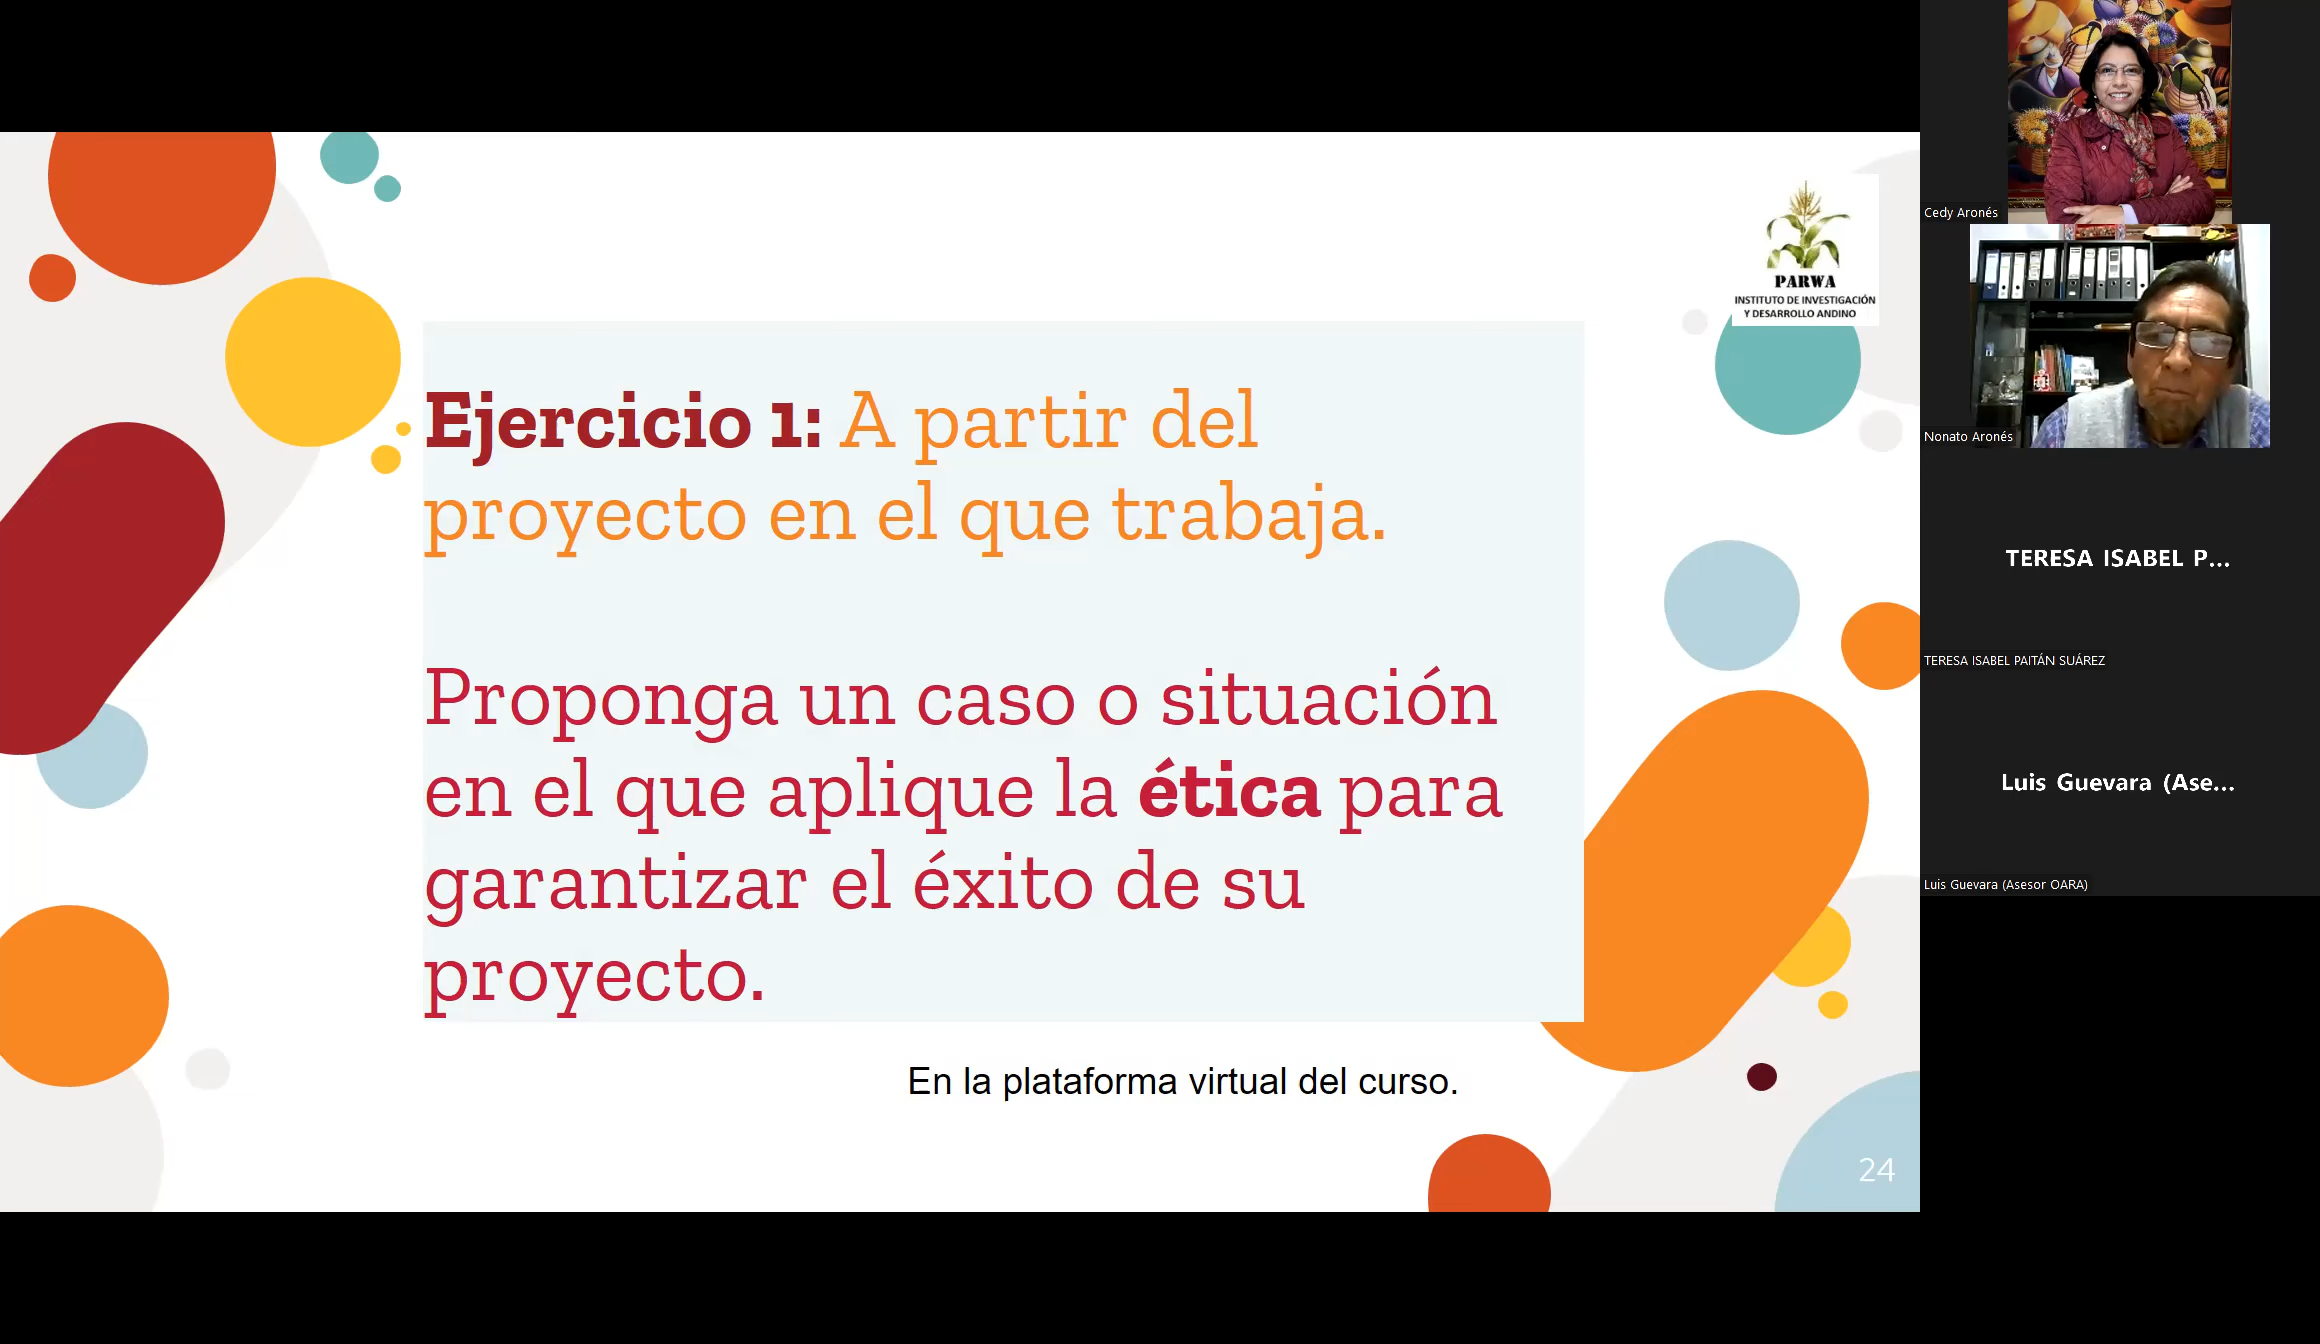 PARWA
INSTITUTO DE INVESTIGACIÓN
Y DESARROLLO ANDINO
Ejercicio 1: A partir del
proyecto en el que trabaja.
Proponga un caso o situación
en el que aplique la ética para
garantizar el éxito de su
proyecto.
En la plataforma virtual del curso.
24
Cedy Aronés
Nonato Aronés
TERESA ISABEL P...
TERESA ISABEL PAITÁN SUÁREZ
Luis Guevara (Ase...
Luis Guevara (Asesor OARA)